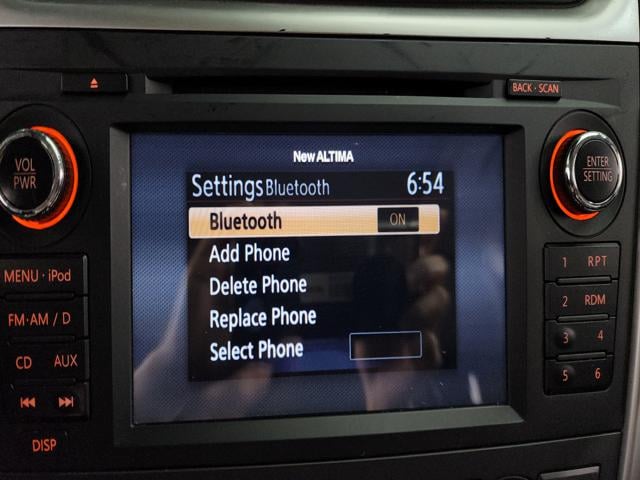 BACK · SCAN
New ALTIMA
Settings Bluetooth 6:54
VOL
PWR
ENTER
SETTING
Bluetooth ON
Add Phone
Delete Phone
Replace Phone
Select Phone
MENU · iPod
FM·AM / D
CD AUX
DISP
1 RPT
2 RDM
3 4
5 6